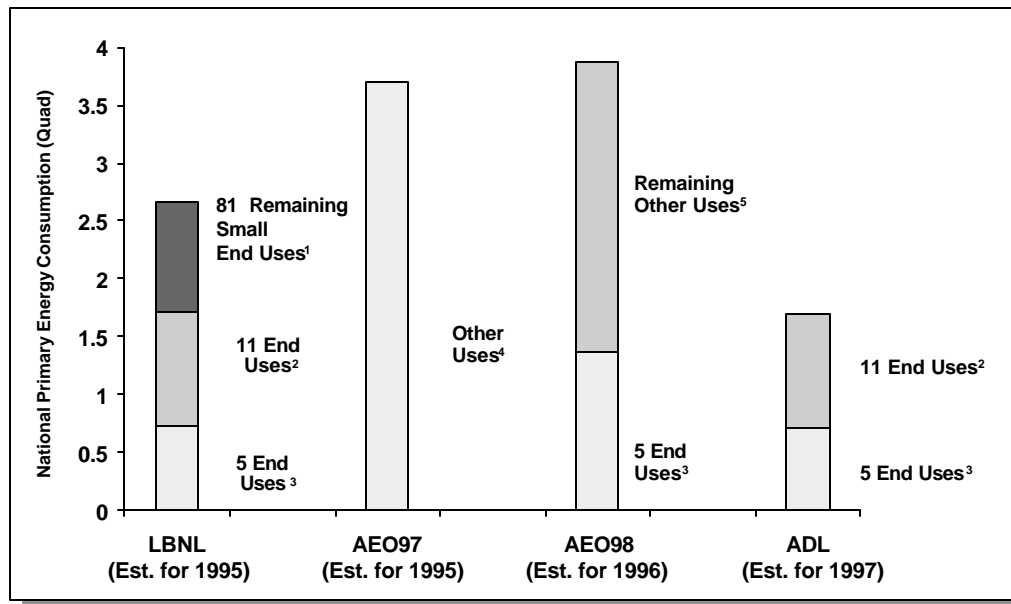 National Primary Energy Consumption (Quad)
4
3.5
3
2.5
2
1.5
1
0.5
0
81 Remaining
Small
End Uses¹
11 End
Uses²
5 End
Uses ³
Other
Uses⁴
Remaining
Other Uses⁵
5 End
Uses³
11 End Uses²
5 End Uses³
LBNL
(Est. for 1995)
AEO97
(Est. for 1995)
AEO98
(Est. for 1996)
ADL
(Est. for 1997)